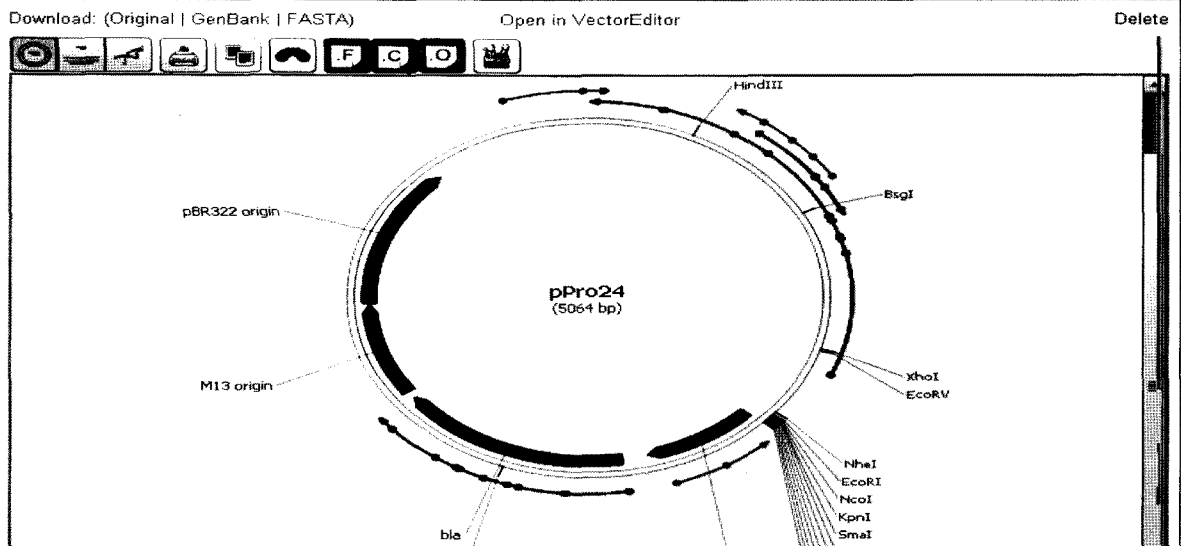 Download: (Original | GenBank | FASTA) Open in VectorEditor Delete
.F .C .O
HindIII
BsgI
pBR322 origin
pPro24
(5064 bp)
M13 origin
XhoI
EcoRV
NheI
EcoRI
NcoI
KpnI
SmaI
bla